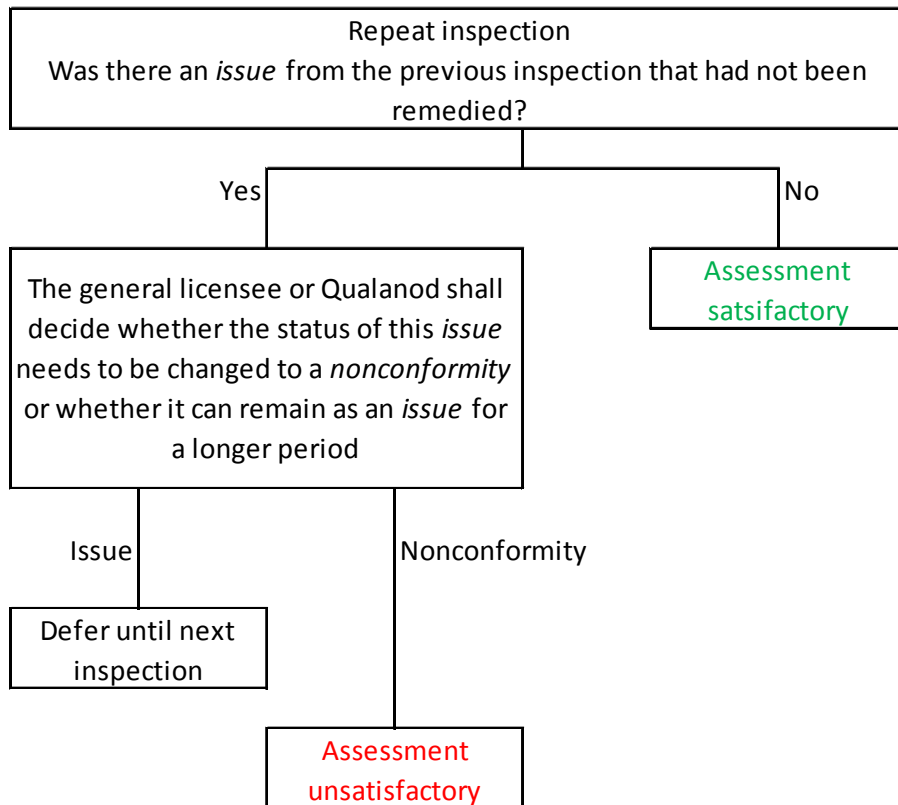 Repeat inspection
Was there an issue from the previous inspection that had not been
remedied?
Yes
No
The general licensee or Qualanod shall
decide whether the status of this issue
needs to be changed to a nonconformity
or whether it can remain as an issue for
a longer period
Assessment
satsifactory
Issue
Nonconformity
Defer until next
inspection
Assessment
unsatisfactory